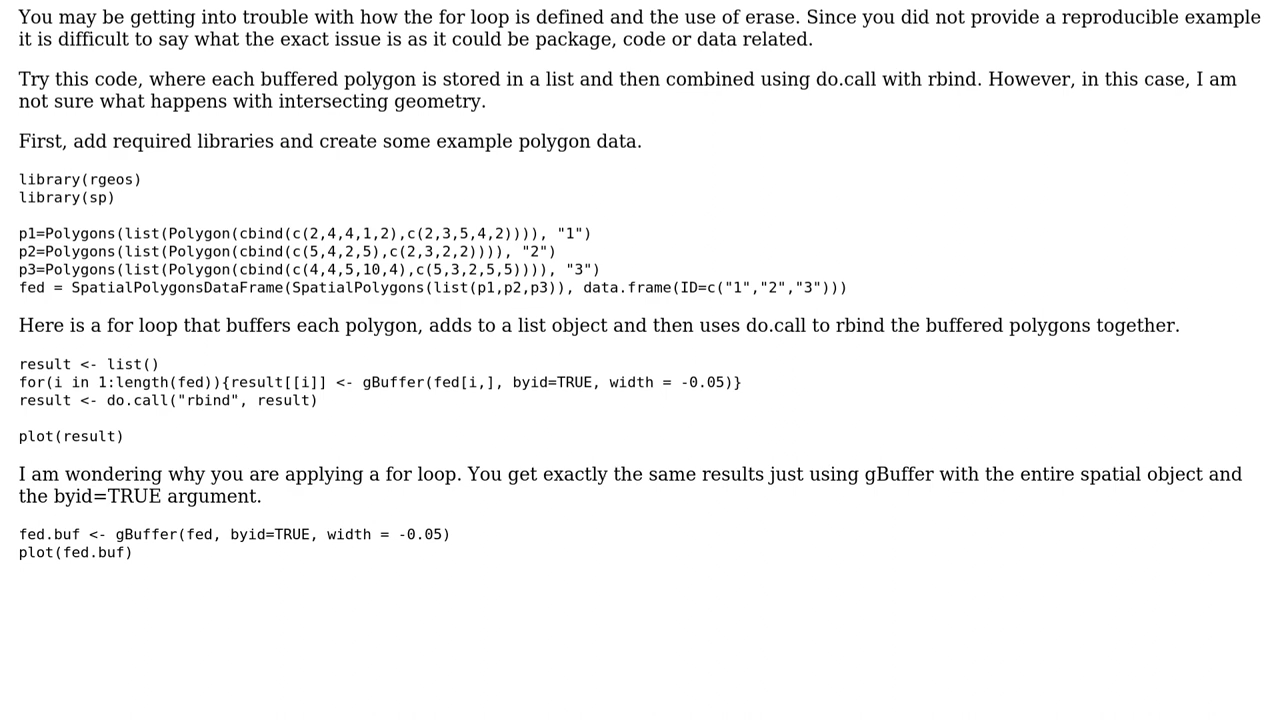 You may be getting into trouble with how the for loop is defined and the use of erase. Since you did not provide a reproducible example
it is difficult to say what the exact issue is as it could be package, code or data related.
Try this code, where each buffered polygon is stored in a list and then combined using do.call with rbind. However, in this case, I am
not sure what happens with intersecting geometry.
First, add required libraries and create some example polygon data.
library(rgeos)
library(sp)
p1=Polygons(list(Polygon(cbind(c(2,4,4,1,2),c(2,3,5,4,2)))), "1")
p2=Polygons(list(Polygon(cbind(c(5,4,2,5),c(2,3,2,2)))), "2")
p3=Polygons(list(Polygon(cbind(c(4,4,5,10,4),c(5,3,2,5,5)))), "3")
fed = SpatialPolygonsDataFrame(SpatialPolygons(list(p1,p2,p3)), data.frame(ID=c("1","2","3")))
Here is a for loop that buffers each polygon, adds to a list object and then uses do.call to rbind the buffered polygons together.
result <- list()
for(i in 1:length(fed)){result[[i]] <- gBuffer(fed[i,], byid=TRUE, width = -0.05)}
result <- do.call("rbind", result)
plot(result)
I am wondering why you are applying a for loop. You get exactly the same results just using gBuffer with the entire spatial object and
the byid=TRUE argument.
fed.buf <- gBuffer(fed, byid=TRUE, width = -0.05)
plot(fed.buf)